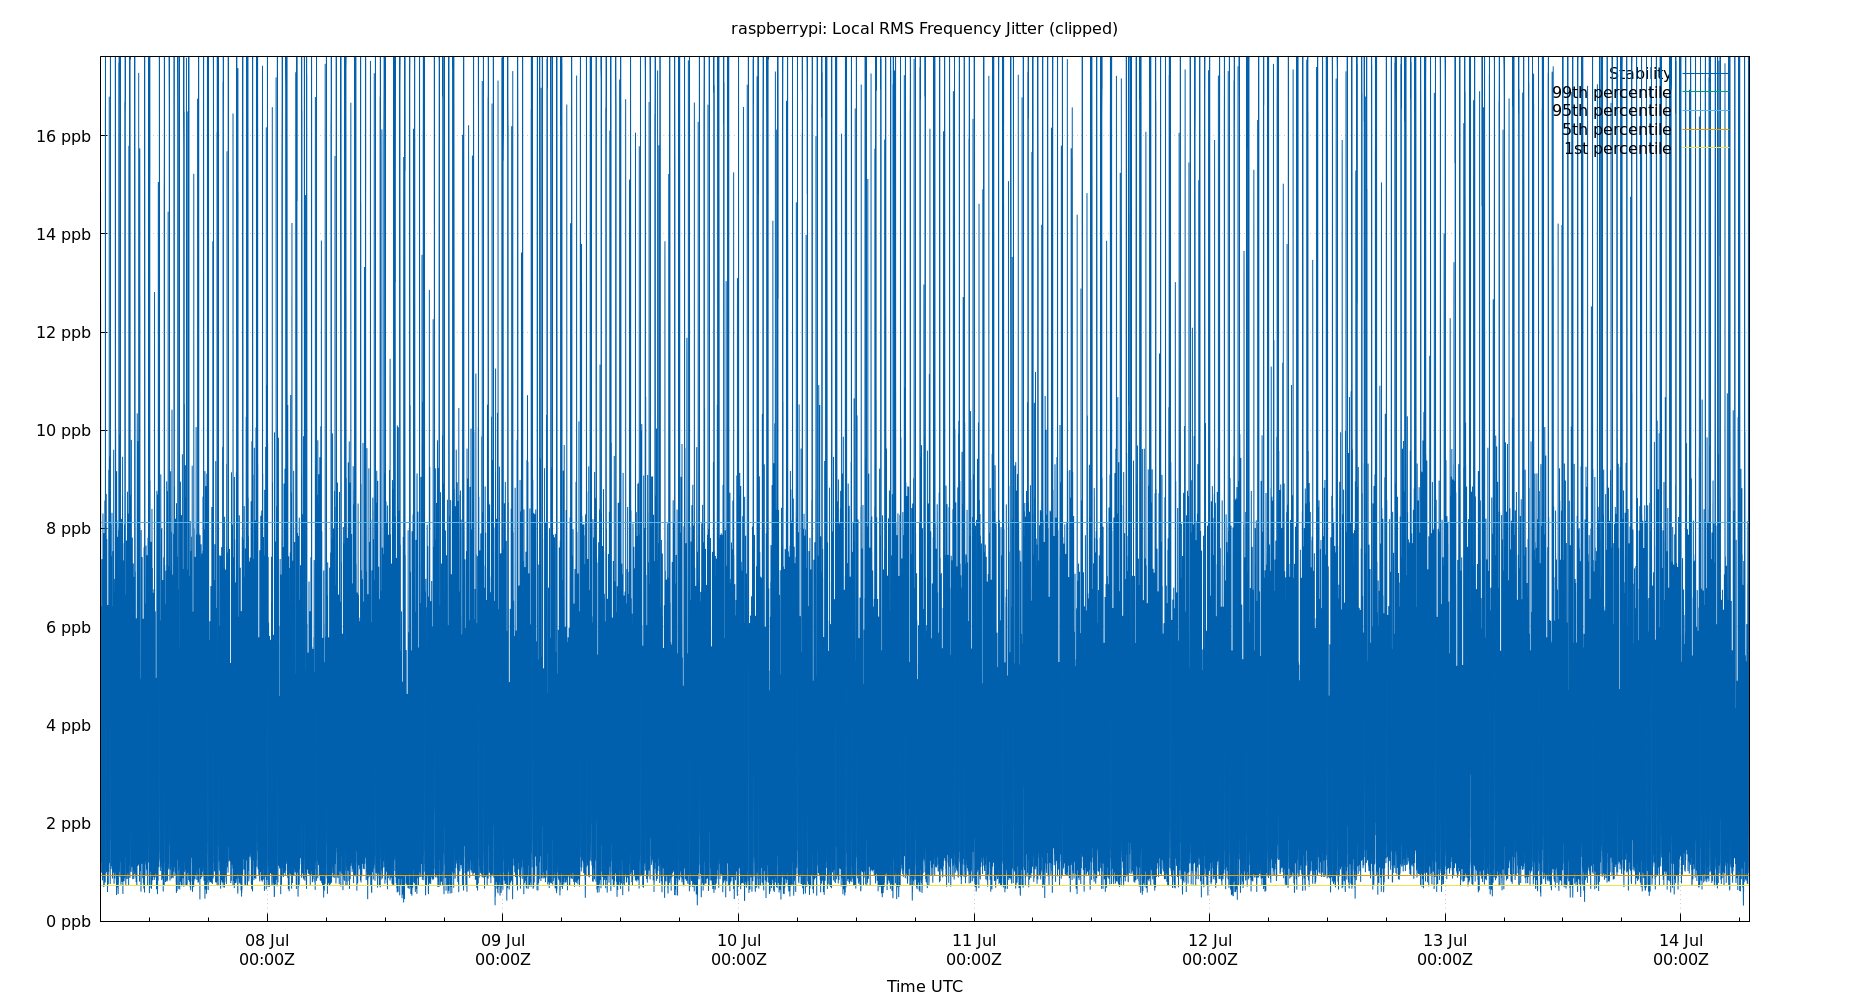 raspberrypi: Local RMS Frequency Jitter (clipped)
Stability
99th percentile
95th percentile
5th percentile
1st percentile
16 ppb
14 ppb
12 ppb
10 ppb
8 ppb
6 ppb
4 ppb
2 ppb
0 ppb
08 Jul 09 Jul 10 Jul 11 Jul 12 Jul 13 Jul 14 Jul
00:00Z 00:00Z 00:00Z 00:00Z 00:00Z 00:00Z 00:00Z
Time UTC